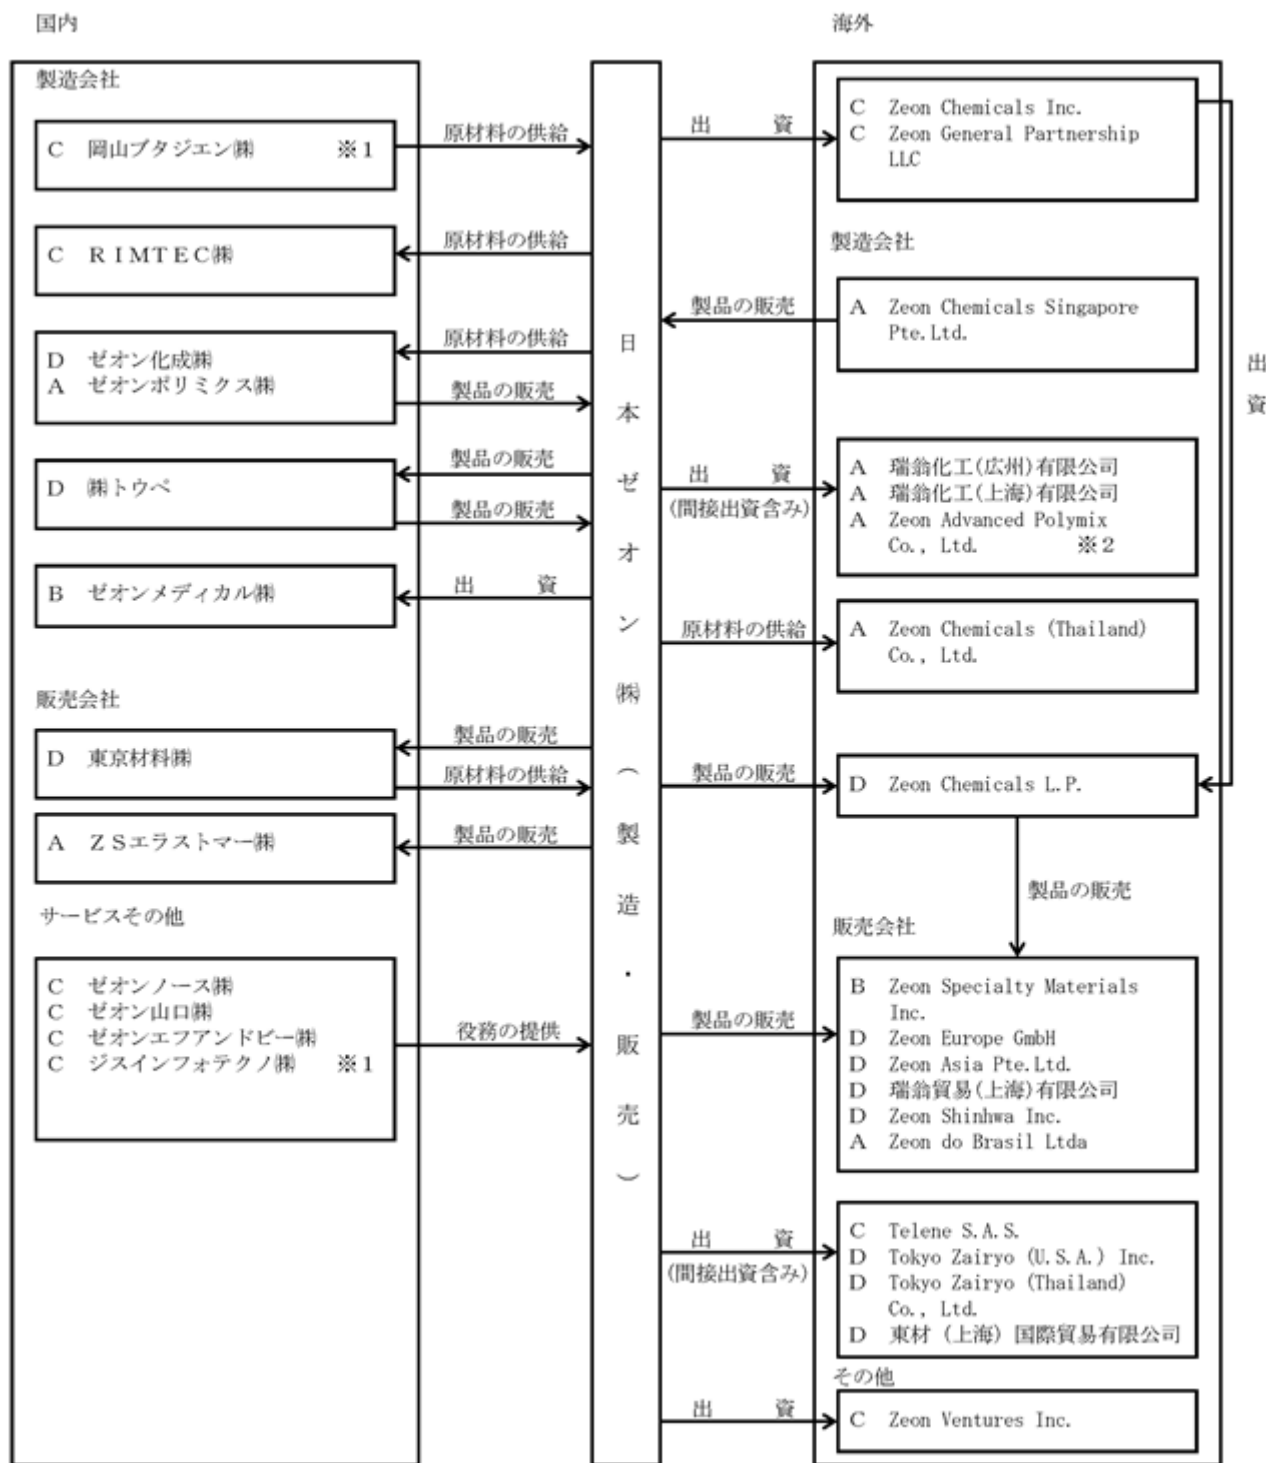 国内
製造会社
C 岡山ブタジエン㈱ ※1
C RIMTEC㈱
D ゼオン化成㈱
A ゼオンポリミクス㈱
D ㈱トウペ
B ゼオンメディカル㈱
販売会社
D 東京材料㈱
A ZSエラストマー㈱
サービスその他
C ゼオンノース㈱
C ゼオン山口㈱
C ゼオンエフアンドビー㈱
C ジスインフォテクノ㈱ ※1
原材料の供給
原材料の供給
原材料の供給
製品の販売
製品の販売
製品の販売
出資
製品の販売
原材料の供給
製品の販売
役務の提供
日本ゼオン㈱(製造・販売)
出資
製品の販売
出資
(間接出資含み)
原材料の供給
製品の販売
製品の販売
出資
(間接出資含み)
出資
海外
C Zeon Chemicals Inc.
C Zeon General Partnership
LLC
製造会社
A Zeon Chemicals Singapore
Pte.Ltd.
A 瑞翁化工(広州)有限公司
A 瑞翁化工(上海)有限公司
A Zeon Advanced Polymix
Co., Ltd. ※2
A Zeon Chemicals (Thailand)
Co., Ltd.
D Zeon Chemicals L.P.
製品の販売
販売会社
B Zeon Specialty Materials
Inc.
D Zeon Europe GmbH
D Zeon Asia Pte.Ltd.
D 瑞翁貿易(上海)有限公司
D Zeon Shinhwa Inc.
A Zeon do Brasil Ltda
C Telene S.A.S.
D Tokyo Zairyo (U.S.A.) Inc.
D Tokyo Zairyo (Thailand)
Co., Ltd.
D 東材 (上海) 国際貿易有限公司
その他
C Zeon Ventures Inc.
出資